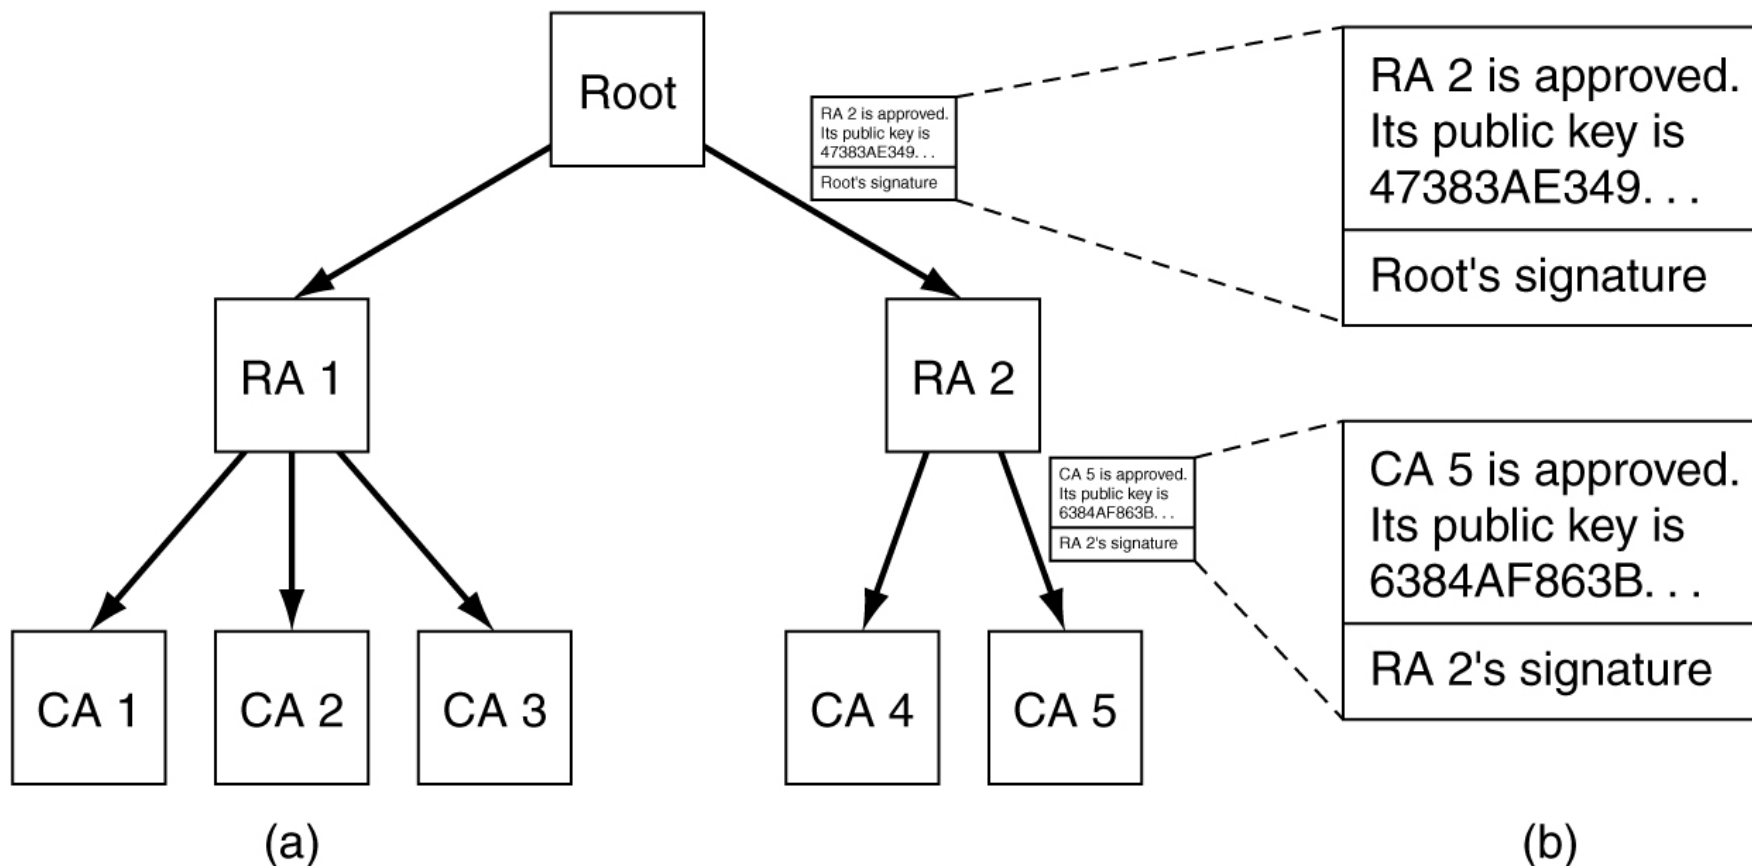 Root
RA 2 is approved.
Its public key is
47383AE349. . .
Root's signature
RA 2 is approved.
Its public key is
47383AE349. . .
Root's signature
RA 1
RA 2
CA 5 is approved.
Its public key is
6384AF863B. . .
RA 2's signature
CA 5 is approved.
Its public key is
6384AF863B. . .
RA 2's signature
CA 1
CA 2
CA 3
CA 4
CA 5
(a)
(b)